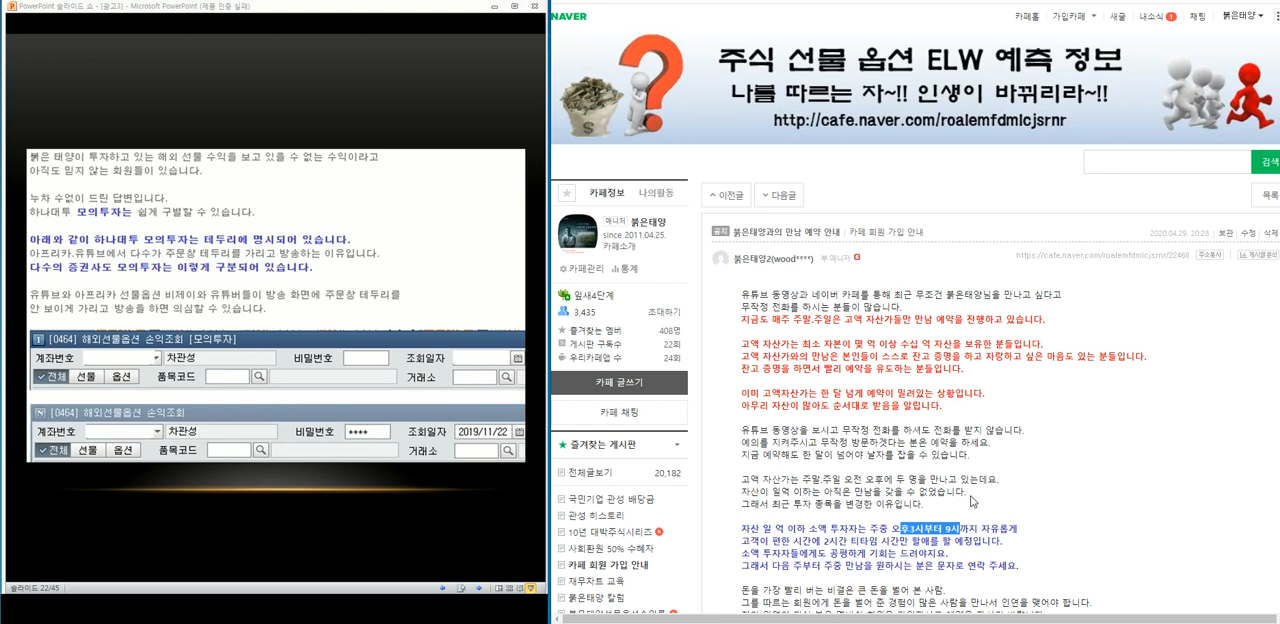 PowerPoint 슬라이드 쇼 - [광고3] - Microsoft PowerPoint (제품 인증 실패)
붉은 태양이 투자하고 있는 해외 선물 수익을 보고 있을 수 없는 수익이라고
아직도 믿지 않는 회원들이 있습니다.
누차 수없이 드린 답변입니다.
하나대투 모의투자는 쉽게 구별할 수 있습니다.
아래와 같이 하나대투 모의투자는 테두리에 명시되어 있습니다.
아프리카,유튜브에서 다수가 주문창 테두리를 가리고 방송하는 이유입니다.
다수의 증권사도 모의투자는 이렇게 구분되어 있습니다.
유튜브와 아프리카 선물옵션 비제이와 유튜버들이 방송 화면에 주문창 테두리를
안 보이게 가리고 방송을 하면 의심할 수 있습니다.
[0464] 해외선물옵션 손익조회 [모의투자]
계좌번호 차관성 비밀번호 조회일자
전체 선물 옵션 품목코드 거래소
[0464] 해외선물옵션 손익조회
계좌번호 차관성 비밀번호 **** 조회일자 2019/11/22
전체 선물 옵션 품목코드 거래소
슬라이드 22/45
NAVER
카페홈 가입카페 새글 내소식 1 채팅 붉은태양
주식 선물 옵션 ELW 예측 정보
나를 따르는 자~!! 인생이 바뀌리라~!!
http://cafe.naver.com/roalemfdmlcjsrnr
검색
카페정보 나의활동
매니저 붉은태양
since 2011.04.25.
카페소개
카페관리 통계
잎새4단계
3,435 초대하기
즐겨찾는 멤버 408명
게시판 구독수 22회
우리카페앱 수 24회
카페 글쓰기
카페 채팅
즐겨찾는 게시판
전체글보기 20,182
국민기업 관성 배당금
관성 히스토리
10년 대박주식시리즈
사회환원 50% 수혜자
카페 회원 가입 안내
재무차트 교육
붉은태양 칼럼
이전글 다음글 목록
공지 붉은태양과의 만남 예약 안내 | 카페 회원 가입 안내
2020.04.29. 20:28 보관 수정 삭제
붉은태양2(wood****) 부매니저
https://cafe.naver.com/roalemfdmlcjsrnr/22468 주소복사 게시글 분석
유튜브 동영상과 네이버 카페를 통해 최근 무조건 붉은태양님을 만나고 싶다고
무작정 전화를 하시는 분들이 많습니다.
지금도 매주 주말,주일은 고액 자산가들만 만남 예약을 진행하고 있습니다.
고액 자산가는 최소 자본이 몇 억 이상 수십 억 자산을 보유한 분들입니다.
고액 자산가와의 만남은 본인들이 스스로 잔고 증명을 하고 자랑하고 싶은 마음도 있는 분들입니다.
잔고 증명을 하면서 빨리 예약을 유도하는 분들입니다.
이미 고액자산가는 한 달 넘게 예약이 밀려있는 상황입니다.
아무리 자산이 많아도 순서대로 받음을 알립니다.
유튜브 동영상을 보시고 무작정 전화를 하셔도 전화를 받지 않습니다.
예의를 지켜주시고 무작정 방문하겟다는 분은 예약을 하세요.
지금 예약해도 한 달이 넘어야 날자를 잡을 수 있습니다.
고액 자산가는 주말,주일 오전 오후에 두 명을 만나고 있는데요.
자산이 일억 이하는 아직은 만남을 갖을 수 없었습니다.
그래서 최근 투자 종목을 변경한 이유입니다.
자산 일 억 이하 소액 투자자는 주중 오후3시부터 9시까지 자유롭게
고객이 편한 시간에 2시간 티타임 시간만 할애를 할 예정입니다.
소액 투자자들에게도 공평하게 기회는 드려야지요.
그래서 다음 주부터 주중 만남을 원하시는 분은 문자로 연락 주세요.
돈을 가장 빨리 버는 비결은 큰 돈을 벌어 본 사람.
그를 따르는 회원에게 돈을 벌어 준 경험이 많은 사람을 만나서 인연을 맺어야 합니다.